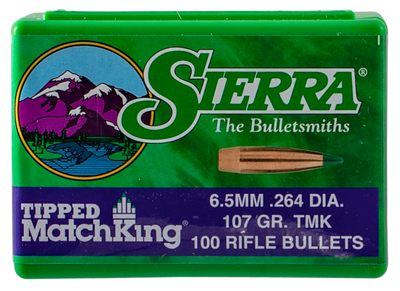 SIERRA®
The Bulletsmiths
6.5MM .264 DIA.
107 GR. TMK
100 RIFLE BULLETS
TIPPED
MatchKing®